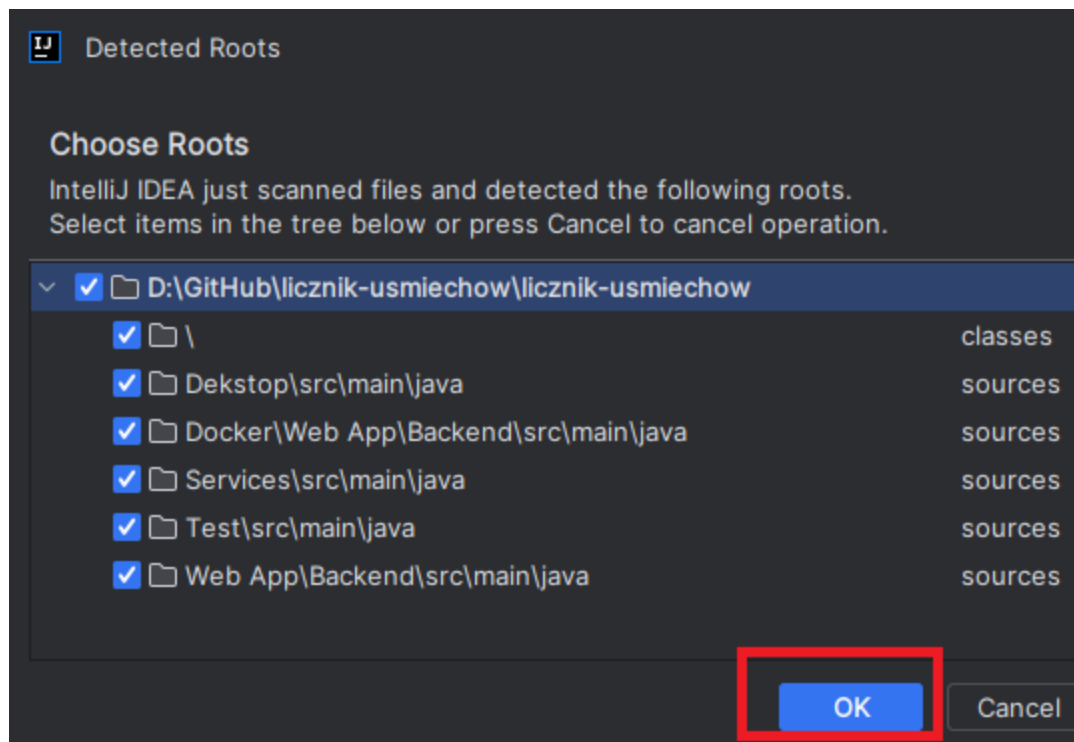 IJ Detected Roots
Choose Roots
IntelliJ IDEA just scanned files and detected the following roots.
Select items in the tree below or press Cancel to cancel operation.
D:\GitHub\licznik-usmiechow\licznik-usmiechow
\ classes
Dekstop\src\main\java sources
Docker\Web App\Backend\src\main\java sources
Services\src\main\java sources
Test\src\main\java sources
Web App\Backend\src\main\java sources
OK Cancel